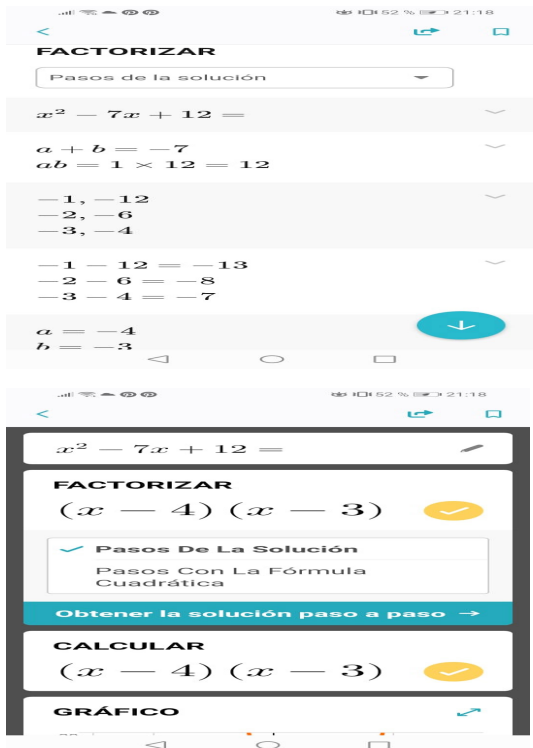 52 % 21:18
FACTORIZAR
Pasos de la solución
x² − 7x + 12 =
a + b = −7
ab = 1 × 12 = 12
−1, −12
−2, −6
−3, −4
−1 − 12 = −13
−2 − 6 = −8
−3 − 4 = −7
a = −4
b = −3
52 % 21:18
x² − 7x + 12 =
FACTORIZAR
(x − 4) (x − 3)
Pasos De La Solución
Pasos Con La Fórmula
Cuadrática
Obtener la solución paso a paso →
CALCULAR
(x − 4) (x − 3)
GRÁFICO